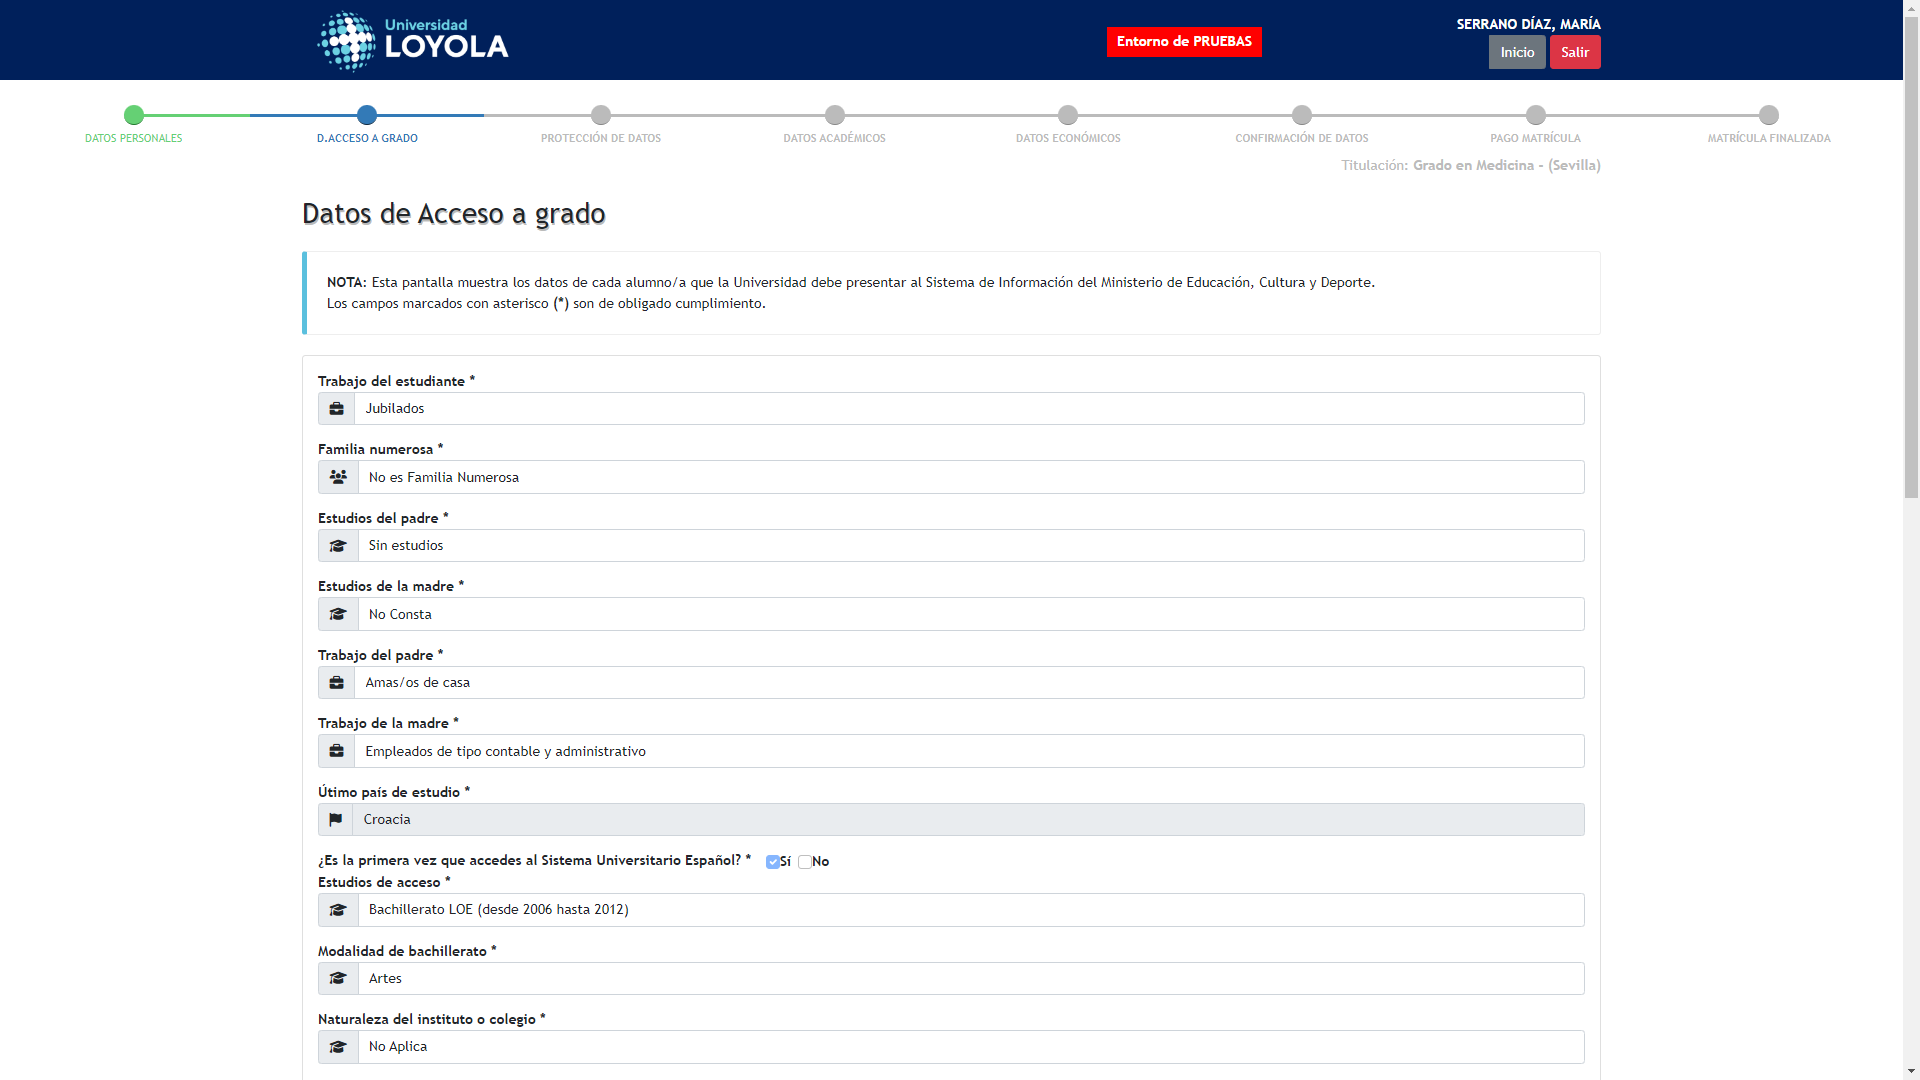 Universidad
LOYOLA
Entorno de PRUEBAS
SERRANO DÍAZ, MARÍA
Inicio
Salir
DATOS PERSONALES
D.ACCESO A GRADO
PROTECCIÓN DE DATOS
DATOS ACADÉMICOS
DATOS ECONÓMICOS
CONFIRMACIÓN DE DATOS
PAGO MATRÍCULA
MATRÍCULA FINALIZADA
Titulación: Grado en Medicina - (Sevilla)
Datos de Acceso a grado
NOTA: Esta pantalla muestra los datos de cada alumno/a que la Universidad debe presentar al Sistema de Información del Ministerio de Educación, Cultura y Deporte.
Los campos marcados con asterisco (*) son de obligado cumplimiento.
Trabajo del estudiante *
Jubilados
Familia numerosa *
No es Familia Numerosa
Estudios del padre *
Sin estudios
Estudios de la madre *
No Consta
Trabajo del padre *
Amas/os de casa
Trabajo de la madre *
Empleados de tipo contable y administrativo
Útimo país de estudio *
Croacia
¿Es la primera vez que accedes al Sistema Universitario Español? * Sí No
Estudios de acceso *
Bachillerato LOE (desde 2006 hasta 2012)
Modalidad de bachillerato *
Artes
Naturaleza del instituto o colegio *
No Aplica